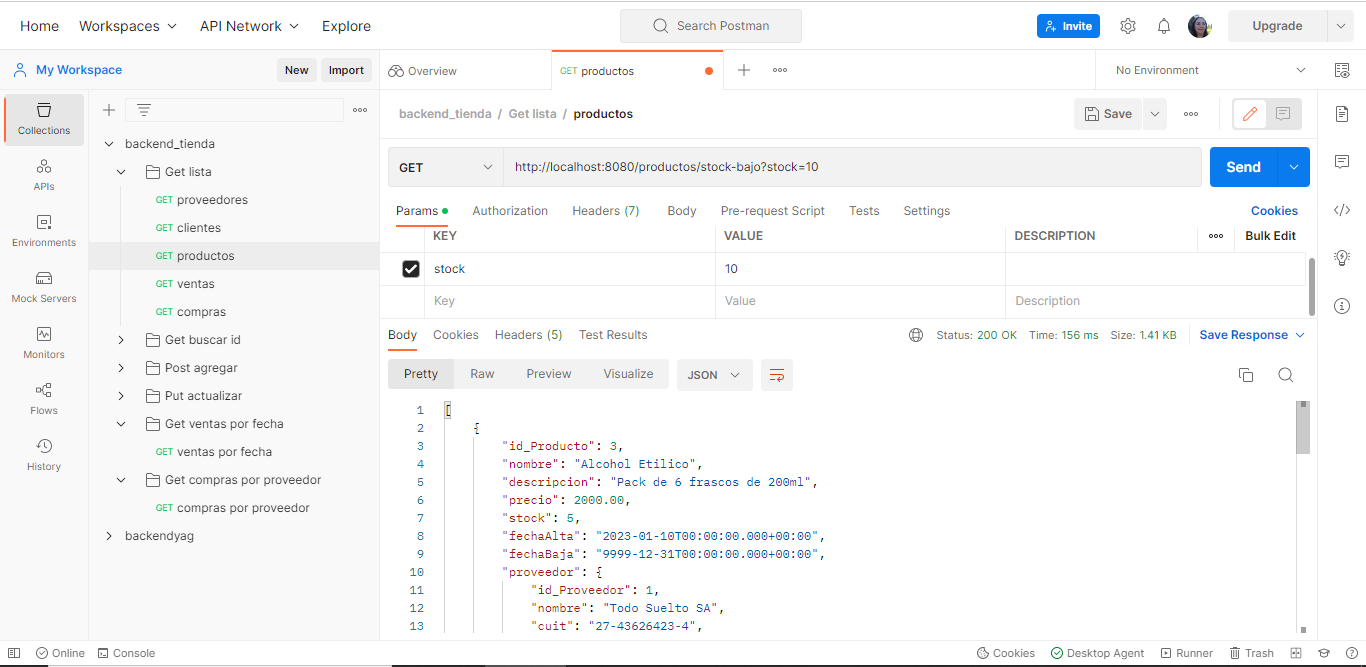 Home Workspaces API Network Explore Search Postman Invite Upgrade
My Workspace New Import Overview GET productos No Environment
Collections
APIs
Environments
Mock Servers
Monitors
Flows
History
backend_tienda
Get lista
GET proveedores
GET clientes
GET productos
GET ventas
GET compras
Get buscar id
Post agregar
Put actualizar
Get ventas por fecha
GET ventas por fecha
Get compras por proveedor
GET compras por proveedor
backendyag
backend_tienda / Get lista / productos Save
GET http://localhost:8080/productos/stock-bajo?stock=10 Send
Params Authorization Headers (7) Body Pre-request Script Tests Settings Cookies
KEY VALUE DESCRIPTION Bulk Edit
stock 10
Key Value Description
Body Cookies Headers (5) Test Results Status: 200 OK Time: 156 ms Size: 1.41 KB Save Response
Pretty Raw Preview Visualize JSON
1 [
2 {
3 "id_Producto": 3,
4 "nombre": "Alcohol Etilico",
5 "descripcion": "Pack de 6 frascos de 200ml",
6 "precio": 2000.00,
7 "stock": 5,
8 "fechaAlta": "2023-01-10T00:00:00.000+00:00",
9 "fechaBaja": "9999-12-31T00:00:00.000+00:00",
10 "proveedor": {
11 "id_Proveedor": 1,
12 "nombre": "Todo Suelto SA",
13 "cuit": "27-43626423-4",
Online Console Cookies Desktop Agent Runner Trash